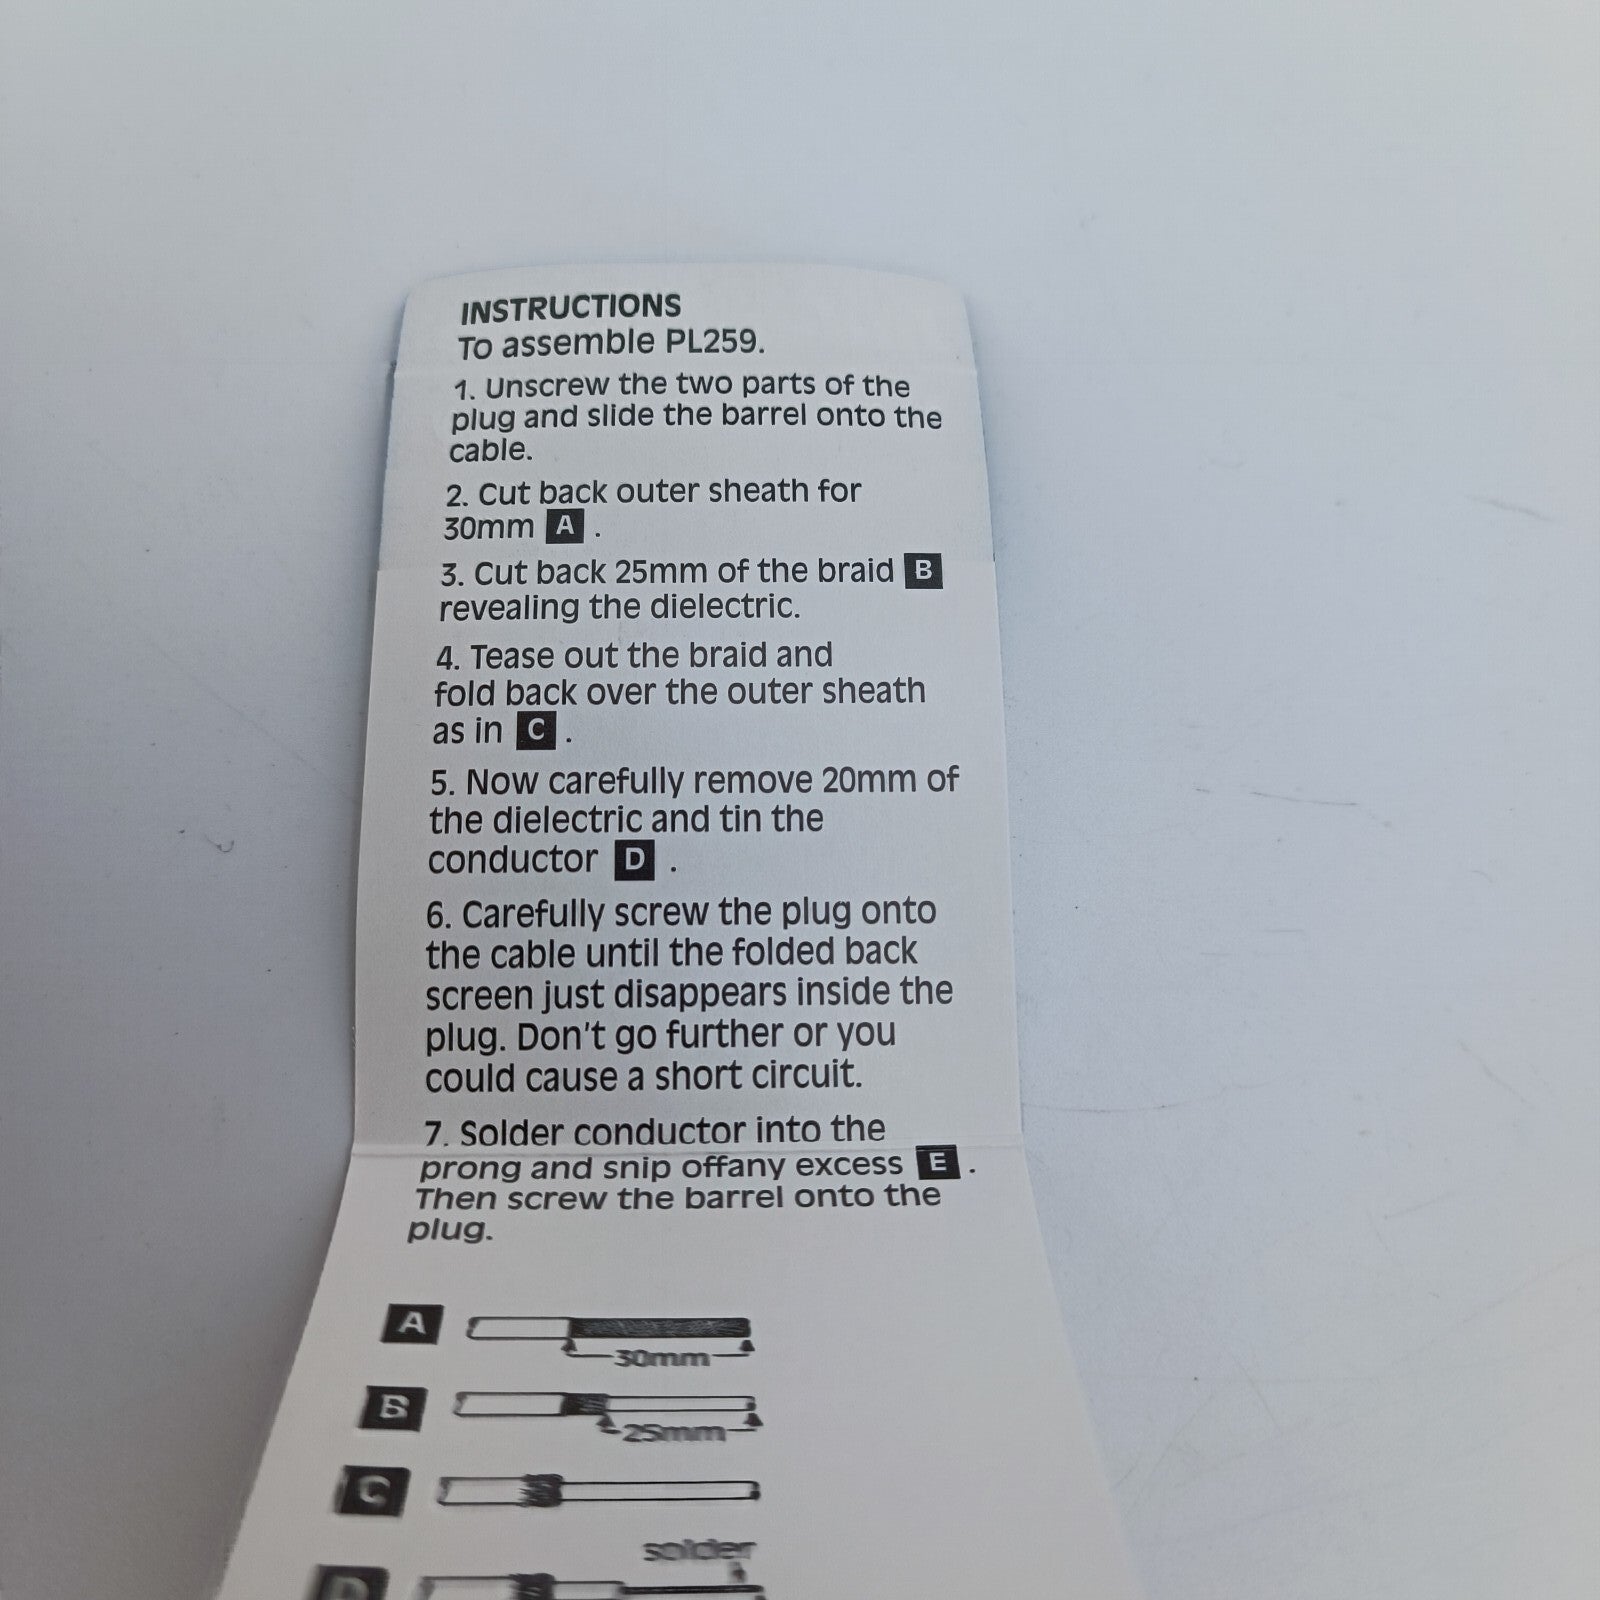 INSTRUCTIONS
To assemble PL259.
1. Unscrew the two parts of the
plug and slide the barrel onto the
cable.
2. Cut back outer sheath for
30mm A .
3. Cut back 25mm of the braid B
revealing the dielectric.
4. Tease out the braid and
fold back over the outer sheath
as in C .
5. Now carefully remove 20mm of
the dielectric and tin the
conductor D .
6. Carefully screw the plug onto
the cable until the folded back
screen just disappears inside the
plug. Don't go further or you
could cause a short circuit.
7. Solder conductor into the
prong and snip offany excess E .
Then screw the barrel onto the
plug.
A
30mm
B
25mm
C
solder
D